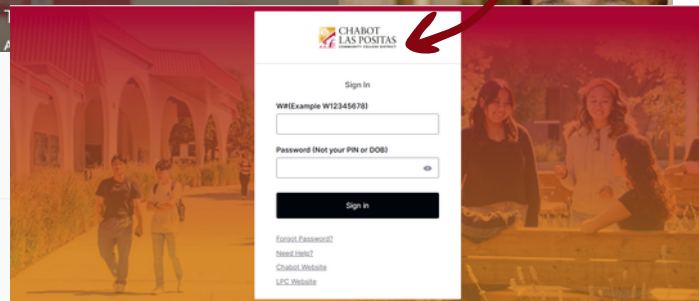 T
A
CHABOT
LAS POSITAS
COMMUNITY COLLEGE DISTRICT
Sign In
W#(Example W12345678)
Password (Not your PIN or DOB)
Sign in
Forgot Password?
Need Help?
Chabot Website
LPC Website